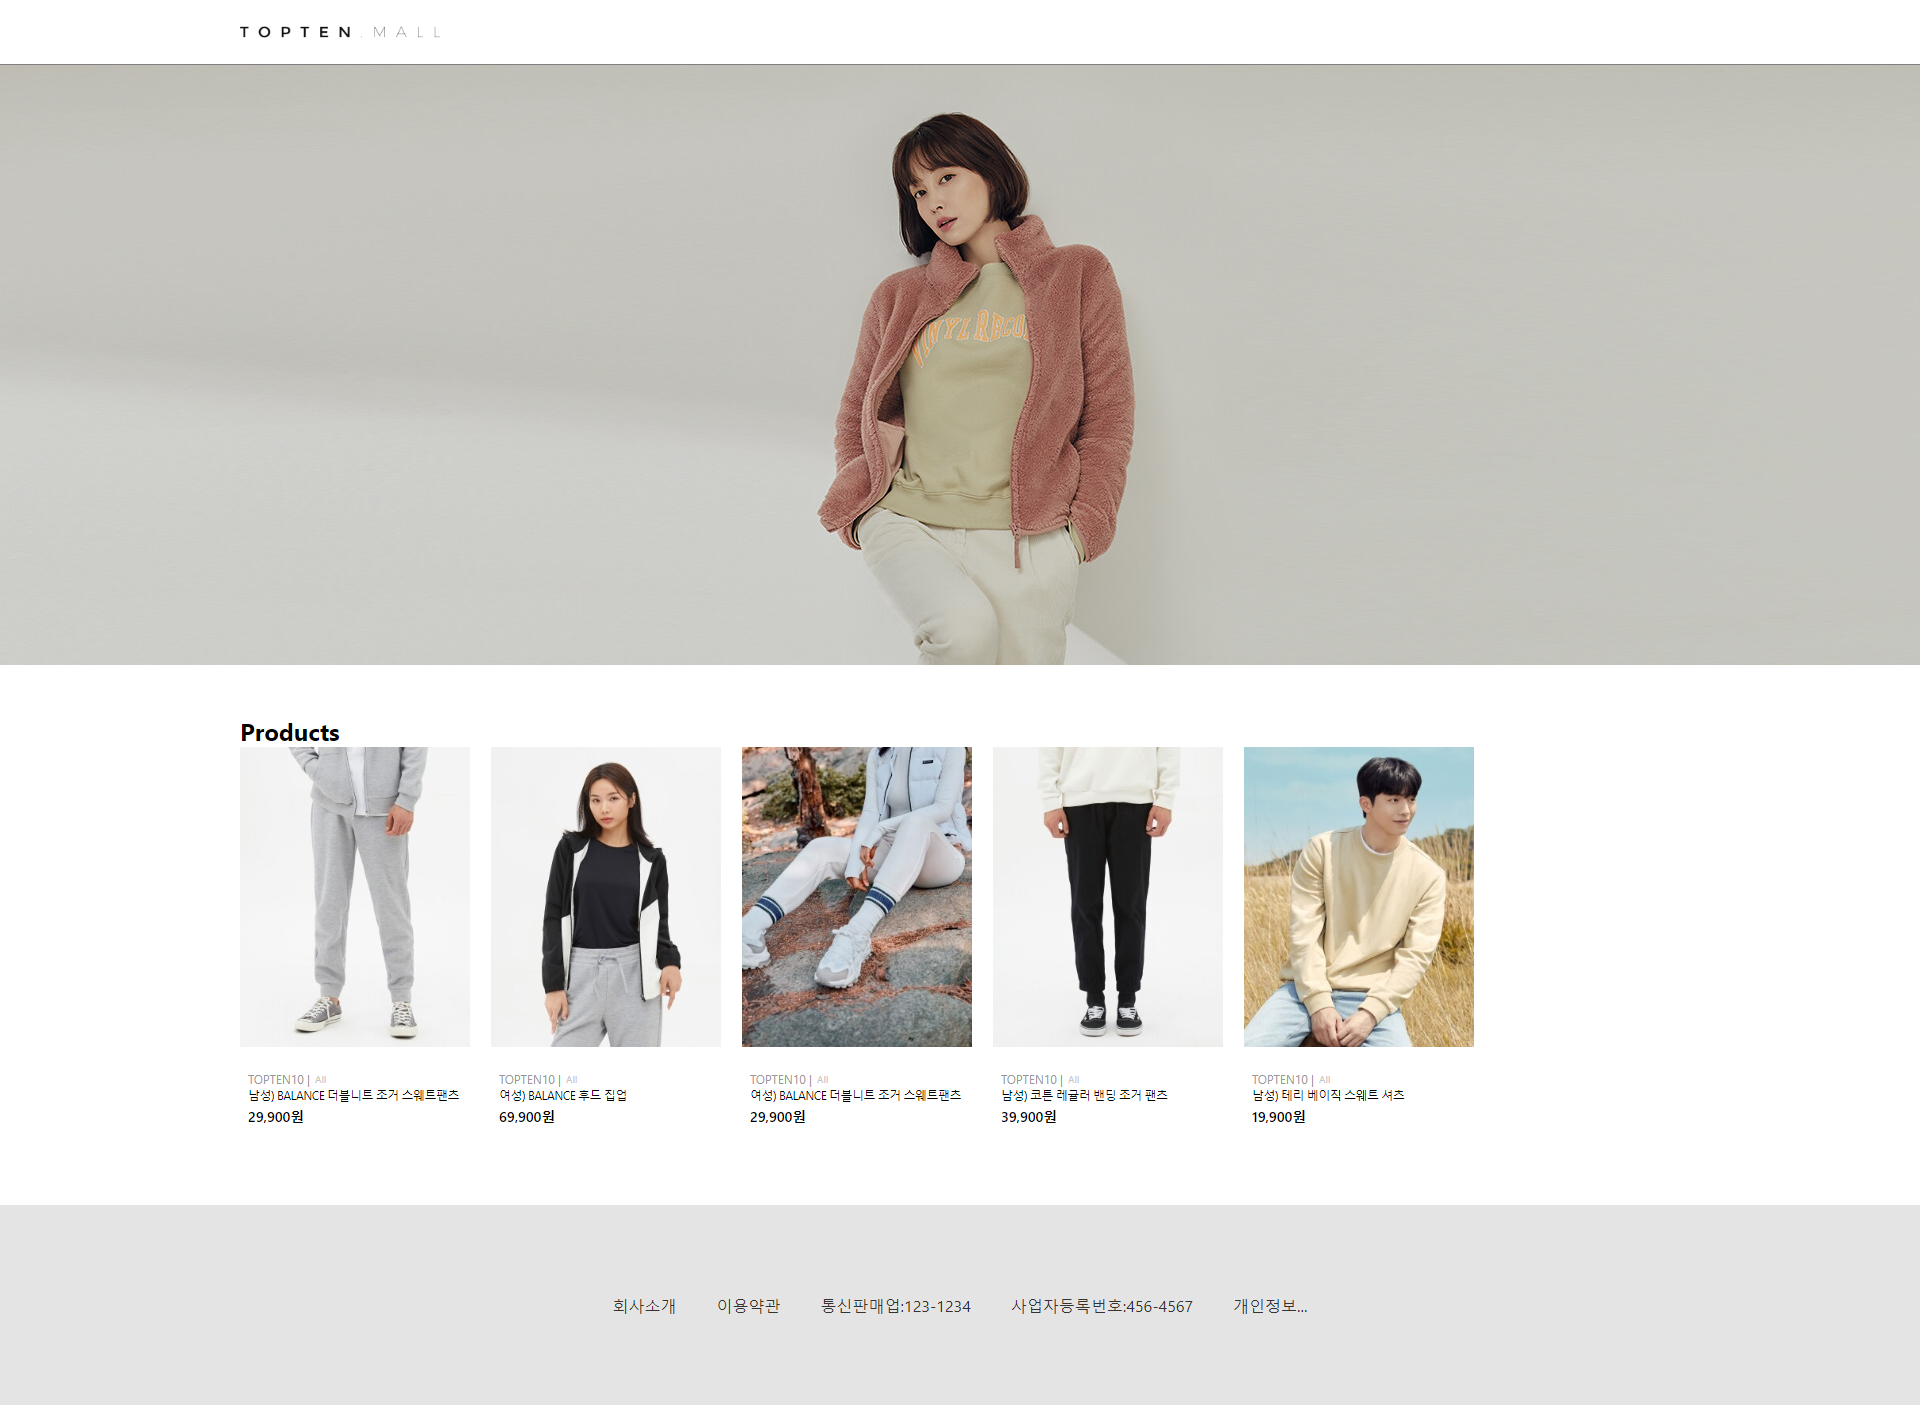 TOPTEN.MALL
VINYL RECO
Products
TOPTEN10 | All
남성) BALANCE 더블니트 조거 스웨트팬츠
29,900원
TOPTEN10 | All
여성) BALANCE 후드 집업
69,900원
TOPTEN10 | All
여성) BALANCE 더블니트 조거 스웨트팬츠
29,900원
TOPTEN10 | All
남성) 코튼 레귤러 밴딩 조거 팬츠
39,900원
TOPTEN10 | All
남성) 테리 베이직 스웨트 셔츠
19,900원
회사소개 이용약관 통신판매업:123-1234 사업자등록번호:456-4567 개인정보...